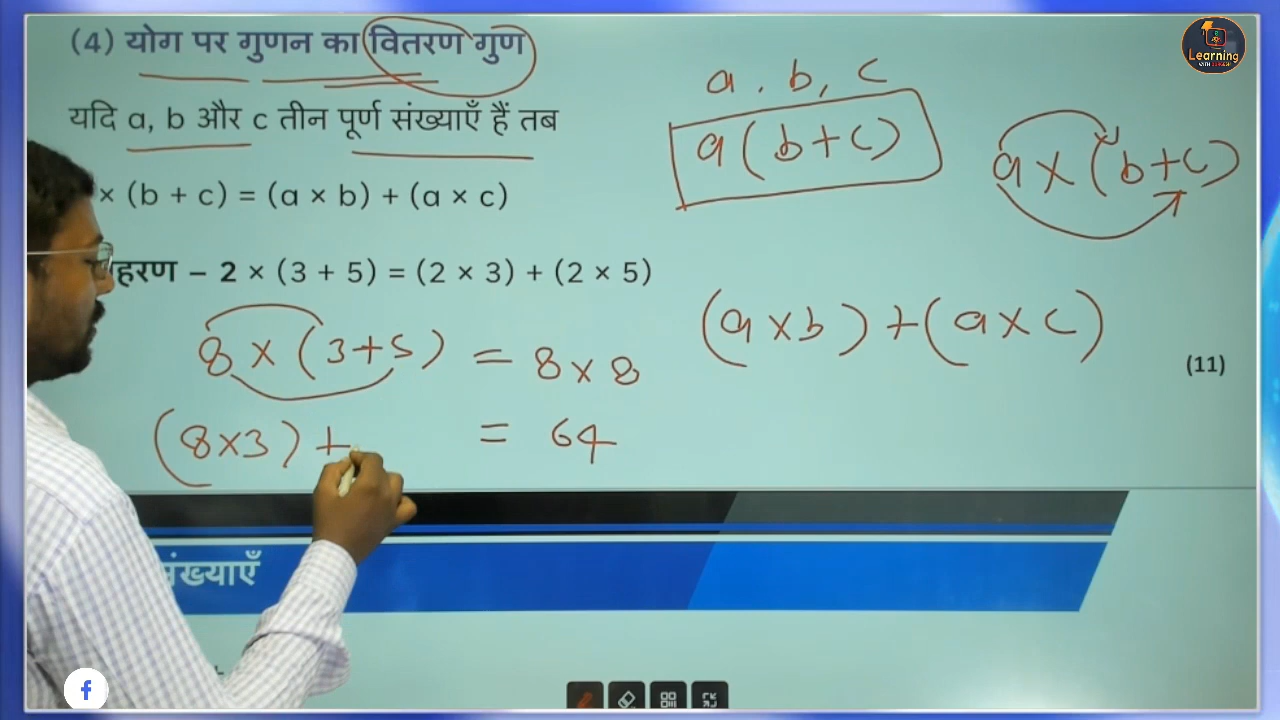 (4) योग पर गुणन का वितरण गुण
यदि a, b और c तीन पूर्ण संख्याएँ हैं तब
× (b + c) = (a × b) + (a × c)
हरण – 2 × (3 + 5) = (2 × 3) + (2 × 5)
8 × (3+5) = 8 × 8
(8×3) + = 64
a, b, c
a(b+c)
a × (b+c)
(a×b)+(a×c)
(11)
संख्याएँ
Learning
f